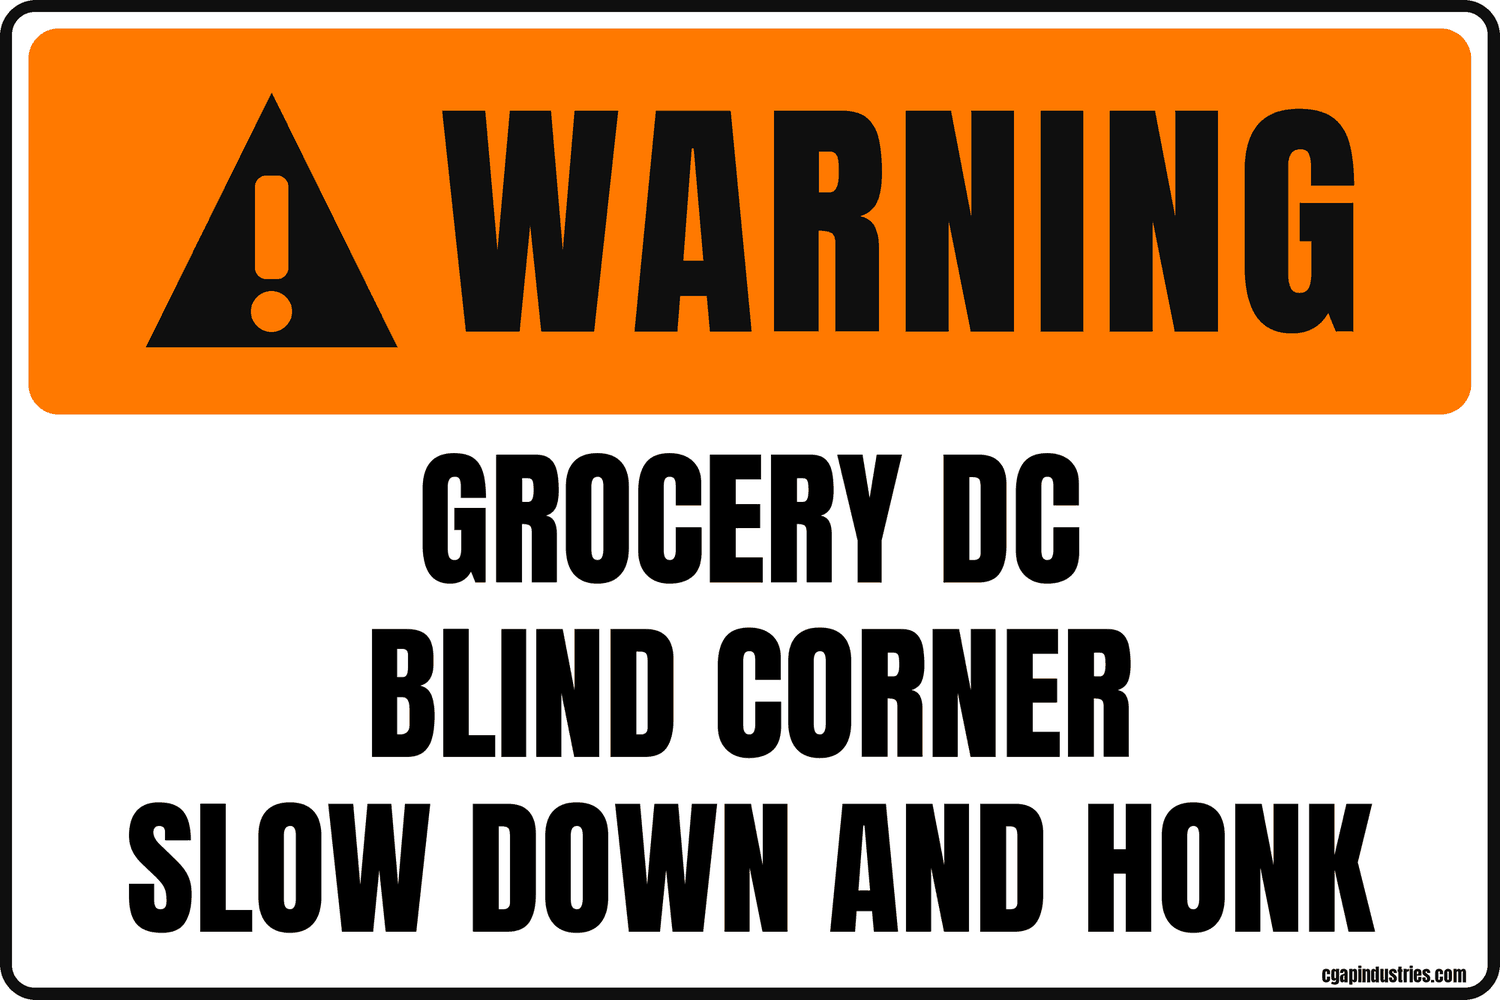 WARNING
GROCERY DC
BLIND CORNER
SLOW DOWN AND HONK
cgapindustries.com